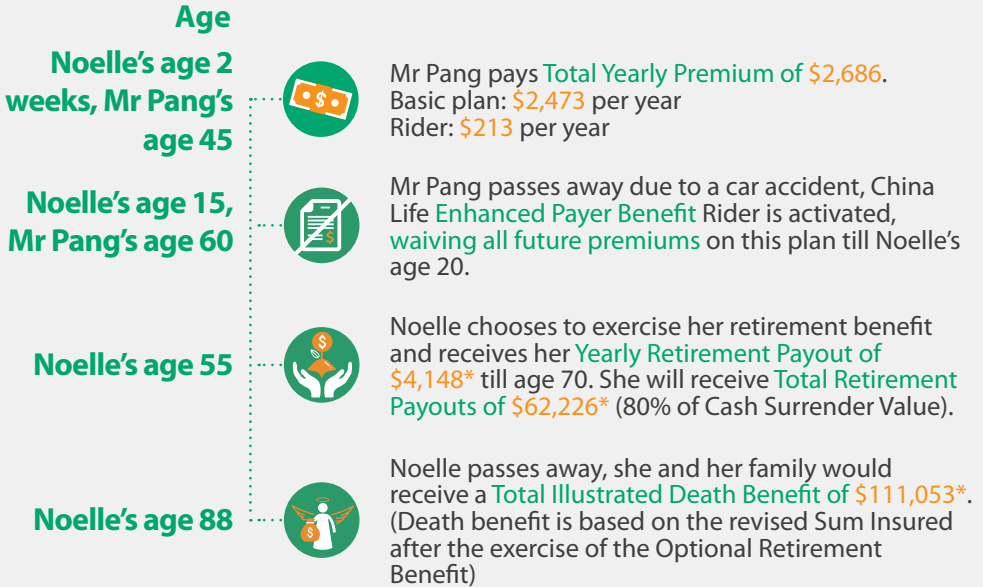 Age
Noelle's age 2
weeks, Mr Pang's
age 45
$
Mr Pang pays Total Yearly Premium of $2,686.
Basic plan: $2,473 per year
Rider: $213 per year
Noelle's age 15,
Mr Pang's age 60
$
Mr Pang passes away due to a car accident, China
Life Enhanced Payer Benefit Rider is activated,
waiving all future premiums on this plan till Noelle's
age 20.
Noelle's age 55
$
Noelle chooses to exercise her retirement benefit
and receives her Yearly Retirement Payout of
$4,148* till age 70. She will receive Total Retirement
Payouts of $62,226* (80% of Cash Surrender Value).
Noelle's age 88
$
Noelle passes away, she and her family would
receive a Total Illustrated Death Benefit of $111,053*.
(Death benefit is based on the revised Sum Insured
after the exercise of the Optional Retirement
Benefit)